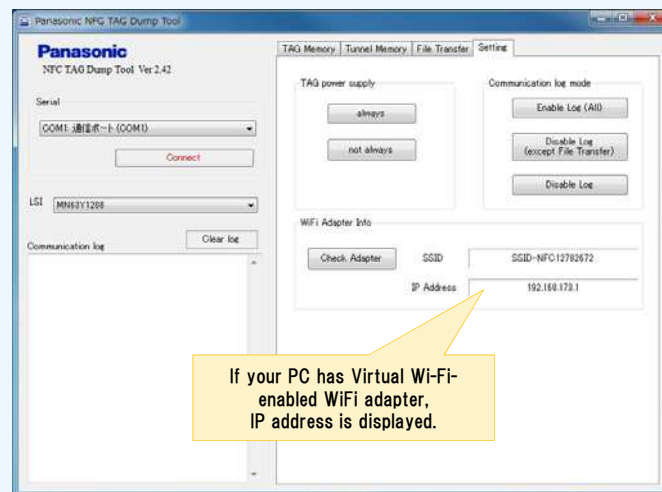 Panasonic NFG TAG Dump Tool
Panasonic
NFC TAG Dump Tool Ver 2.42
Serial
COM1: 通信ポート (COM1)
Connect
LSI
MN63Y1208
Communication log
Clear log
TAG Memory
Tunnel Memory
File Transfer
Setting
TAG power supply
always
not always
Communication log mode
Enable Log (All)
Disable Log
(except File Transfer)
Disable Log
WiFi Adapter Info
Check Adapter
SSID
SSID-NFC12782672
IP Address
192.168.173.1
If your PC has Virtual Wi-Fi-
enabled WiFi adapter,
IP address is displayed.